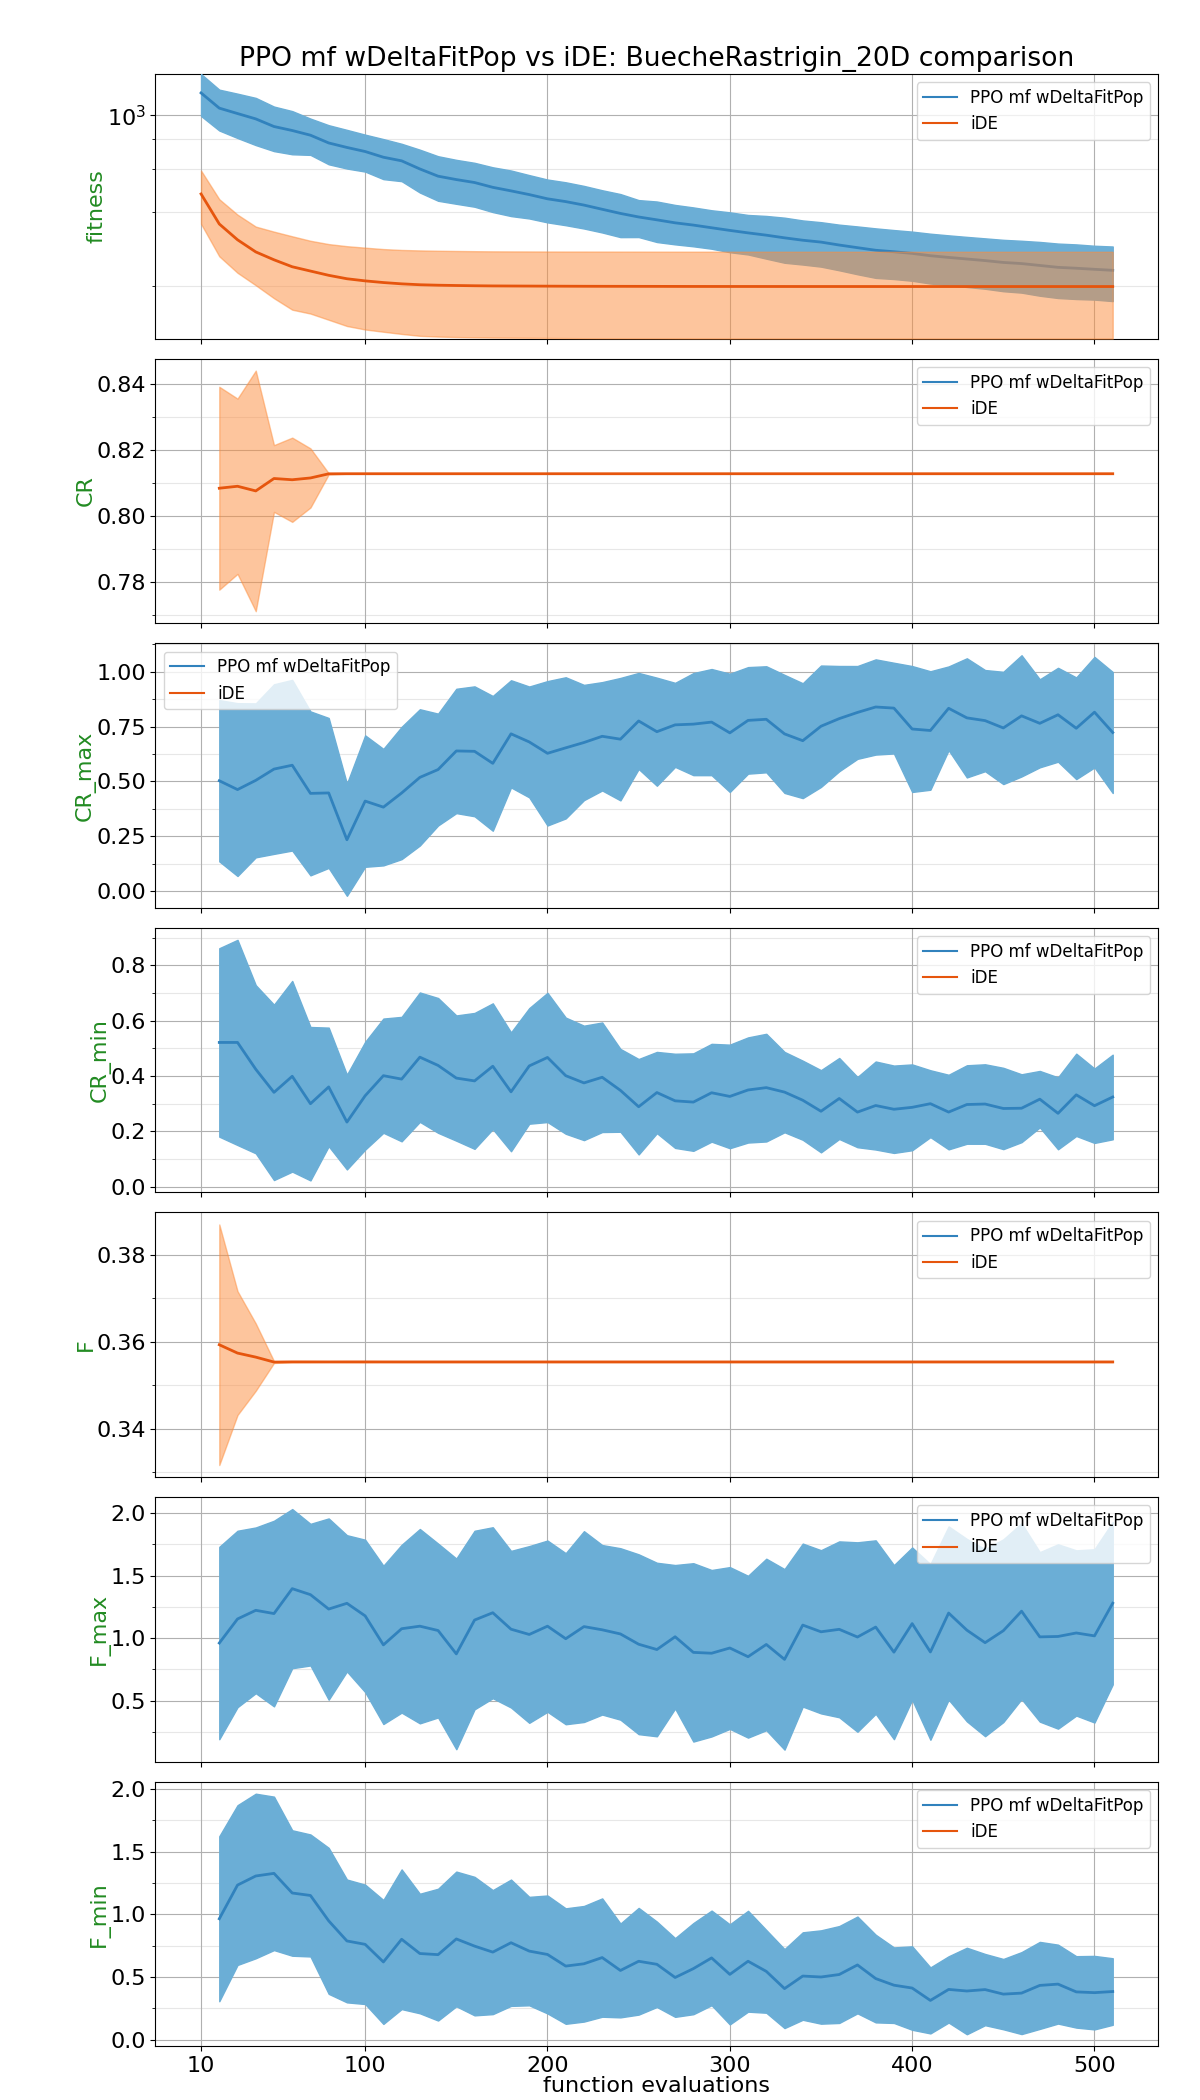 PPO mf wDeltaFitPop vs iDE: BuecheRastrigin_20D comparison
10³
fitness
PPO mf wDeltaFitPop
iDE
0.84
0.82
0.80
0.78
CR
PPO mf wDeltaFitPop
iDE
1.00
0.75
0.50
0.25
0.00
CR_max
PPO mf wDeltaFitPop
iDE
0.8
0.6
0.4
0.2
0.0
CR_min
PPO mf wDeltaFitPop
iDE
0.38
0.36
0.34
F
PPO mf wDeltaFitPop
iDE
2.0
1.5
1.0
0.5
F_max
PPO mf wDeltaFitPop
iDE
2.0
1.5
1.0
0.5
0.0
F_min
PPO mf wDeltaFitPop
iDE
10 100 200 300 400 500
function evaluations